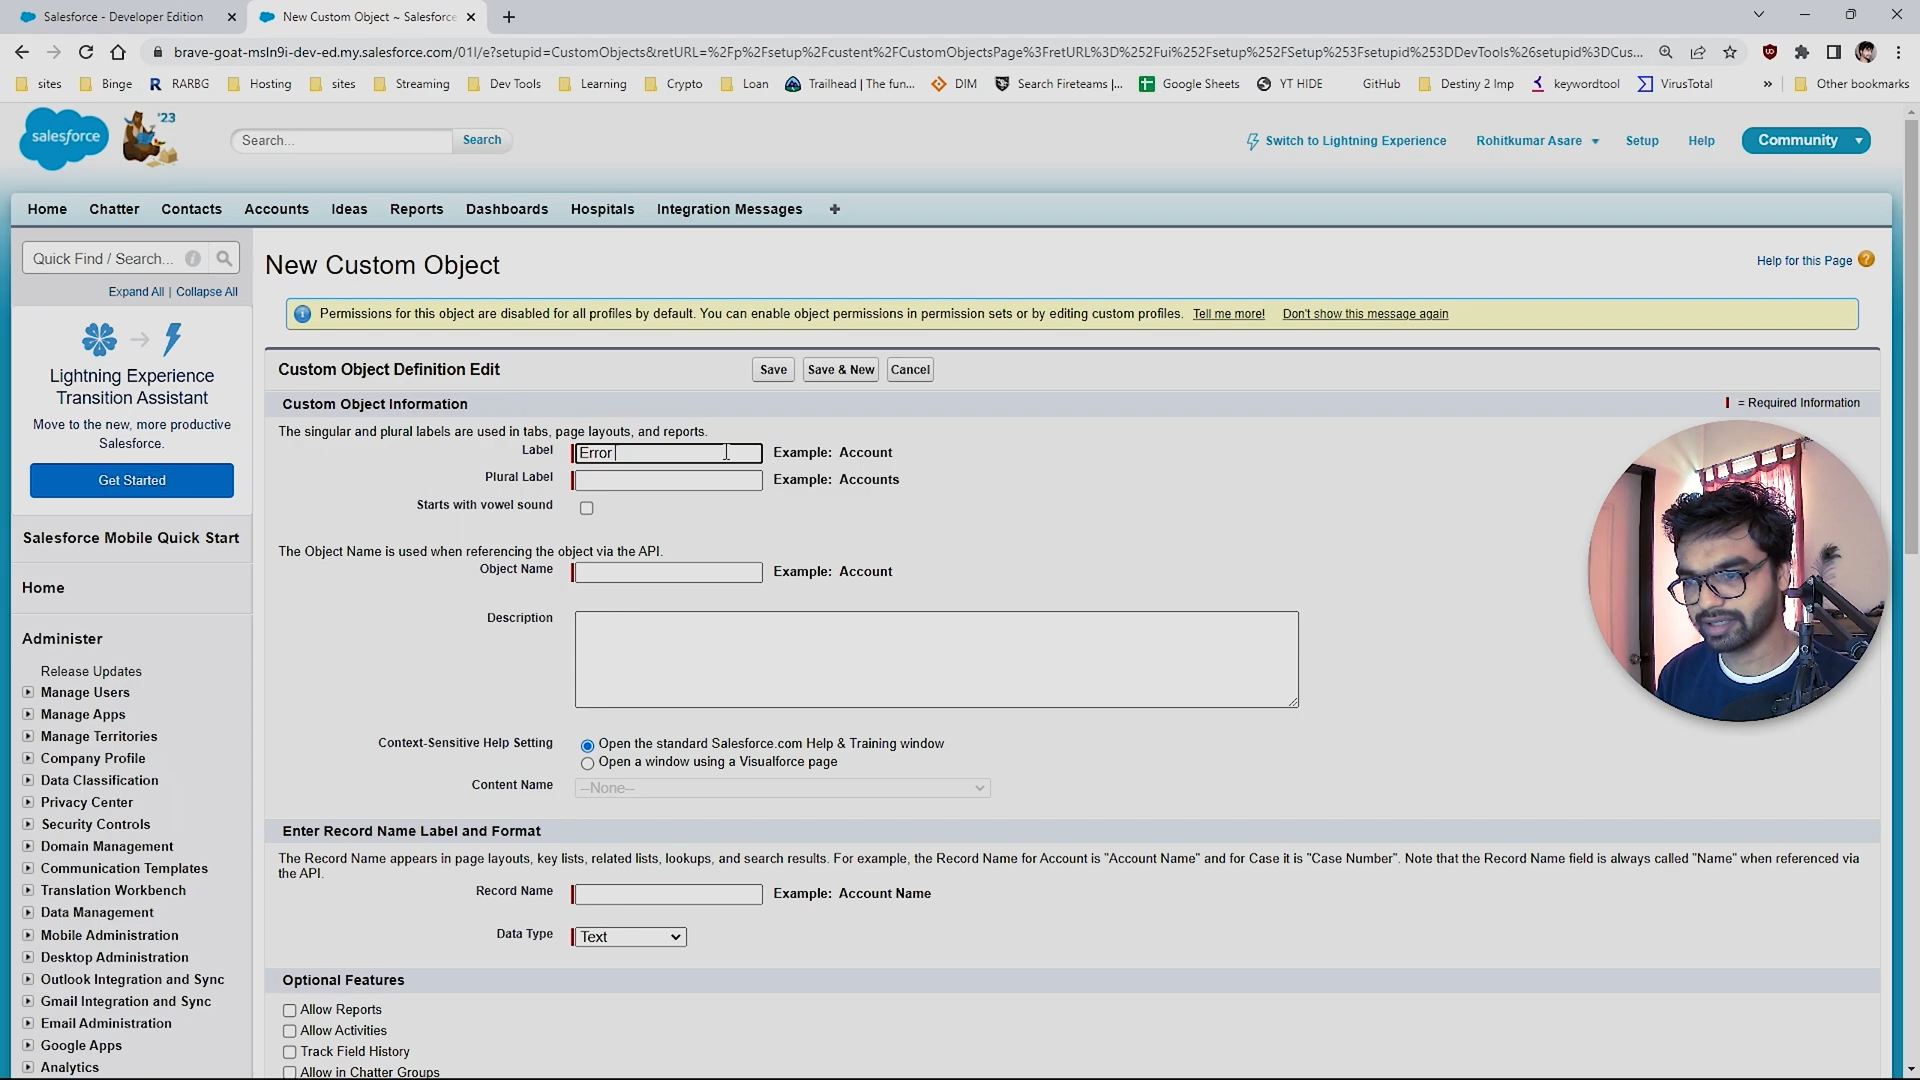 Salesforce - Developer Edition
New Custom Object ~ Salesforce
brave-goat-msln9i-dev-ed.my.salesforce.com/01I/e?setupid=CustomObjects&retURL=%2Fp%2Fsetup%2Fcustent%2FCustomObjectsPage%3FretURL%3D%252Fui%252Fsetup%252FSetup%253Fsetupid%253DDevTools%26setupid%3DCus...
sites Binge RARBG Hosting sites Streaming Dev Tools Learning Crypto Loan Trailhead | The fun... DIM Search Fireteams |... Google Sheets YT HIDE GitHub Destiny 2 Imp keywordtool VirusTotal » Other bookmarks
salesforce '23 Search... Search Switch to Lightning Experience Rohitkumar Asare Setup Help Community
Home Chatter Contacts Accounts Ideas Reports Dashboards Hospitals Integration Messages +
Quick Find / Search...
Expand All | Collapse All
Lightning Experience
Transition Assistant
Move to the new, more productive
Salesforce.
Get Started
Salesforce Mobile Quick Start
Home
Administer
Release Updates
Manage Users
Manage Apps
Manage Territories
Company Profile
Data Classification
Privacy Center
Security Controls
Domain Management
Communication Templates
Translation Workbench
Data Management
Mobile Administration
Desktop Administration
Outlook Integration and Sync
Gmail Integration and Sync
Email Administration
Google Apps
Analytics
New Custom Object
Help for this Page
Permissions for this object are disabled for all profiles by default. You can enable object permissions in permission sets or by editing custom profiles. Tell me more! Don't show this message again
Custom Object Definition Edit Save Save & New Cancel
Custom Object Information = Required Information
The singular and plural labels are used in tabs, page layouts, and reports.
Label Error Example: Account
Plural Label Example: Accounts
Starts with vowel sound
The Object Name is used when referencing the object via the API.
Object Name Example: Account
Description
Context-Sensitive Help Setting Open the standard Salesforce.com Help & Training window
Open a window using a Visualforce page
Content Name --None--
Enter Record Name Label and Format
The Record Name appears in page layouts, key lists, related lists, lookups, and search results. For example, the Record Name for Account is "Account Name" and for Case it is "Case Number". Note that the Record Name field is always called "Name" when referenced via
the API.
Record Name Example: Account Name
Data Type Text
Optional Features
Allow Reports
Allow Activities
Track Field History
Allow in Chatter Groups